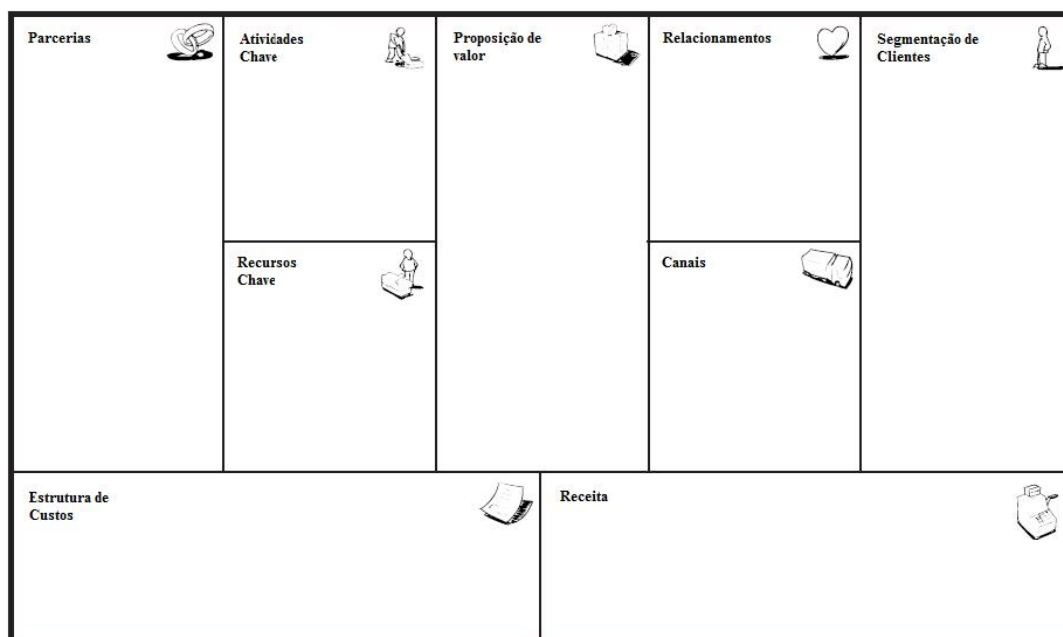 Parcerias
Atividades
Chave
Proposição de
valor
Relacionamentos
Segmentação de
Clientes
Recursos
Chave
Canais
Estrutura de
Custos
Receita